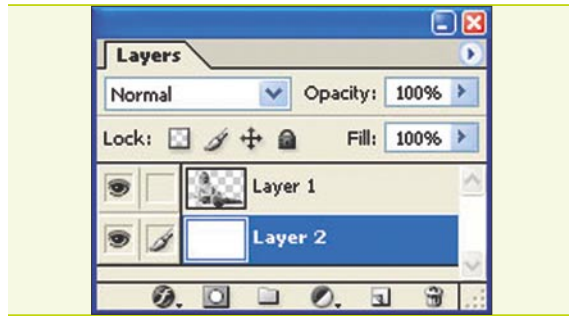 Layers
Normal Opacity: 100%
Lock: Fill: 100%
Layer 1
Layer 2